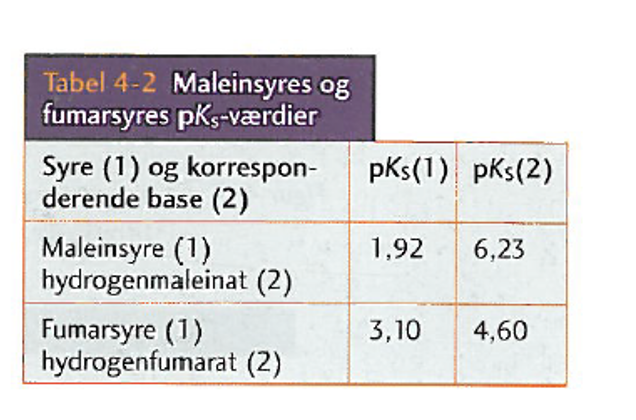 Tabel 4-2 Maleinsyres og
fumarsyres pKs-værdier
Syre (1) og korrespon-
derende base (2)
pKs(1) pKs(2)
Maleinsyre (1)
hydrogenmaleinat (2)
1,92 6,23
Fumarsyre (1)
hydrogenfumarat (2)
3,10 4,60